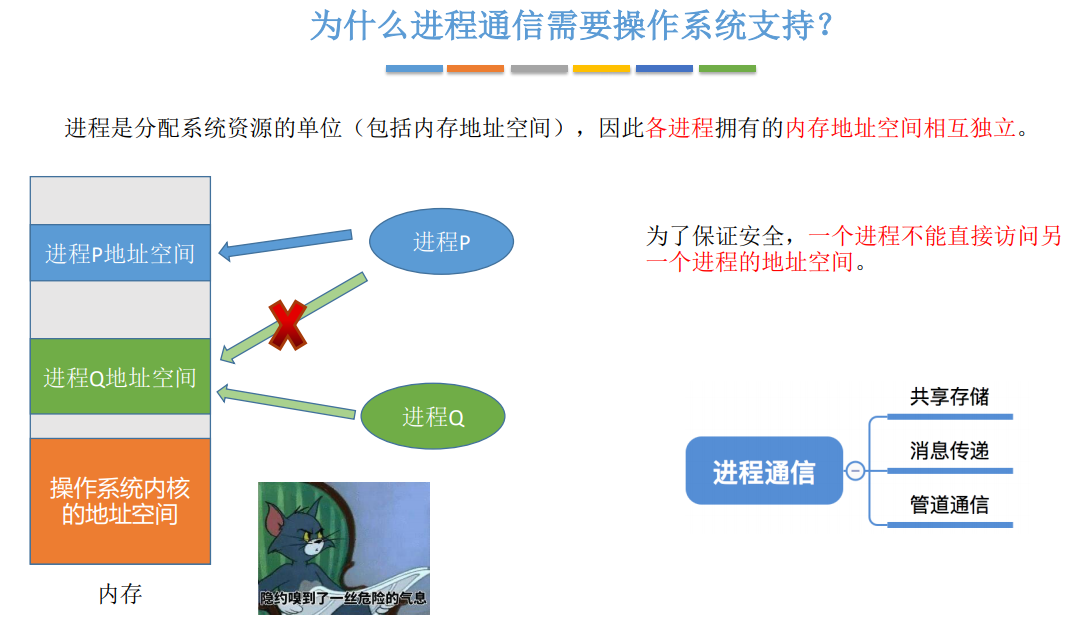 为什么进程通信需要操作系统支持？
进程是分配系统资源的单位（包括内存地址空间），因此各进程拥有的内存地址空间相互独立。
进程P地址空间
进程P
为了保证安全，一个进程不能直接访问另
一个进程的地址空间。
进程Q地址空间
进程Q
操作系统内核
的地址空间
内存
隐约嗅到了一丝危险的气息
进程通信
共享存储
消息传递
管道通信